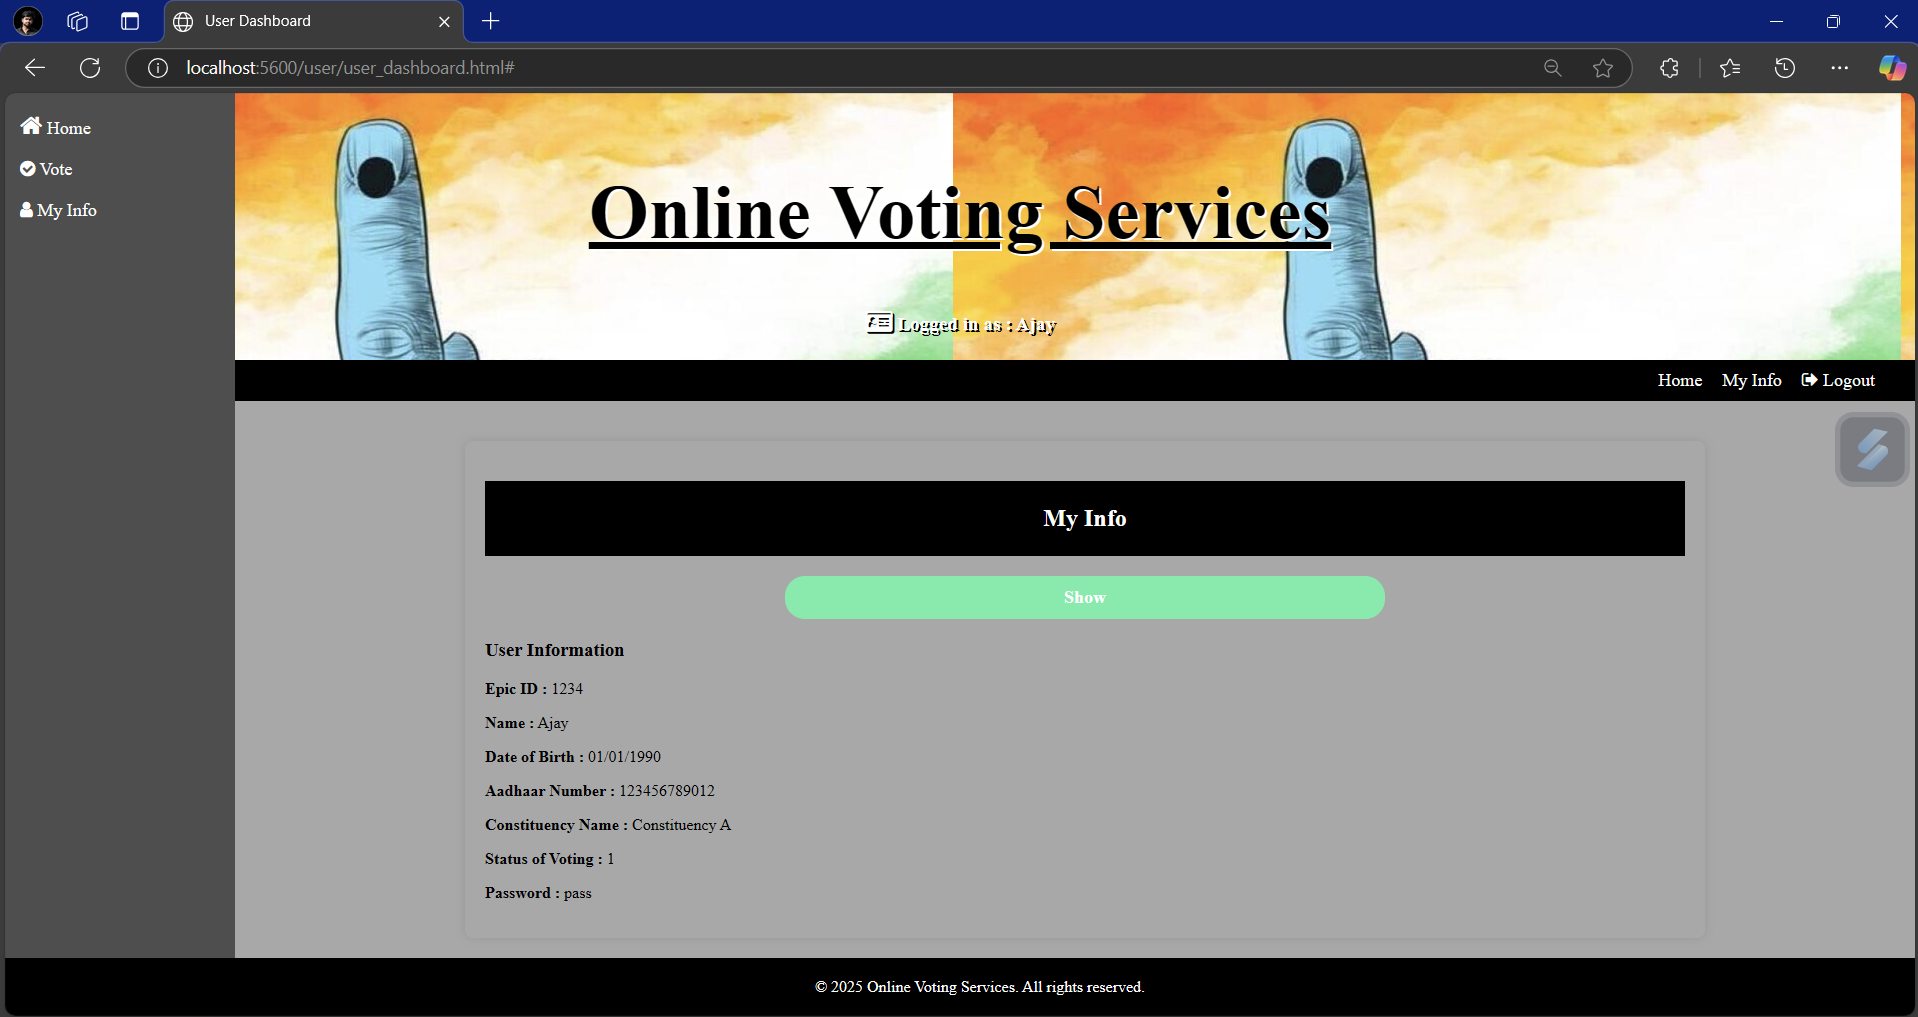 User Dashboard
localhost:5600/user/user_dashboard.html#
Home
Vote
My Info
Online Voting Services
Logged in as : Ajay
Home My Info Logout
My Info
Show
User Information
Epic ID : 1234
Name : Ajay
Date of Birth : 01/01/1990
Aadhaar Number : 123456789012
Constituency Name : Constituency A
Status of Voting : 1
Password : pass
© 2025 Online Voting Services. All rights reserved.